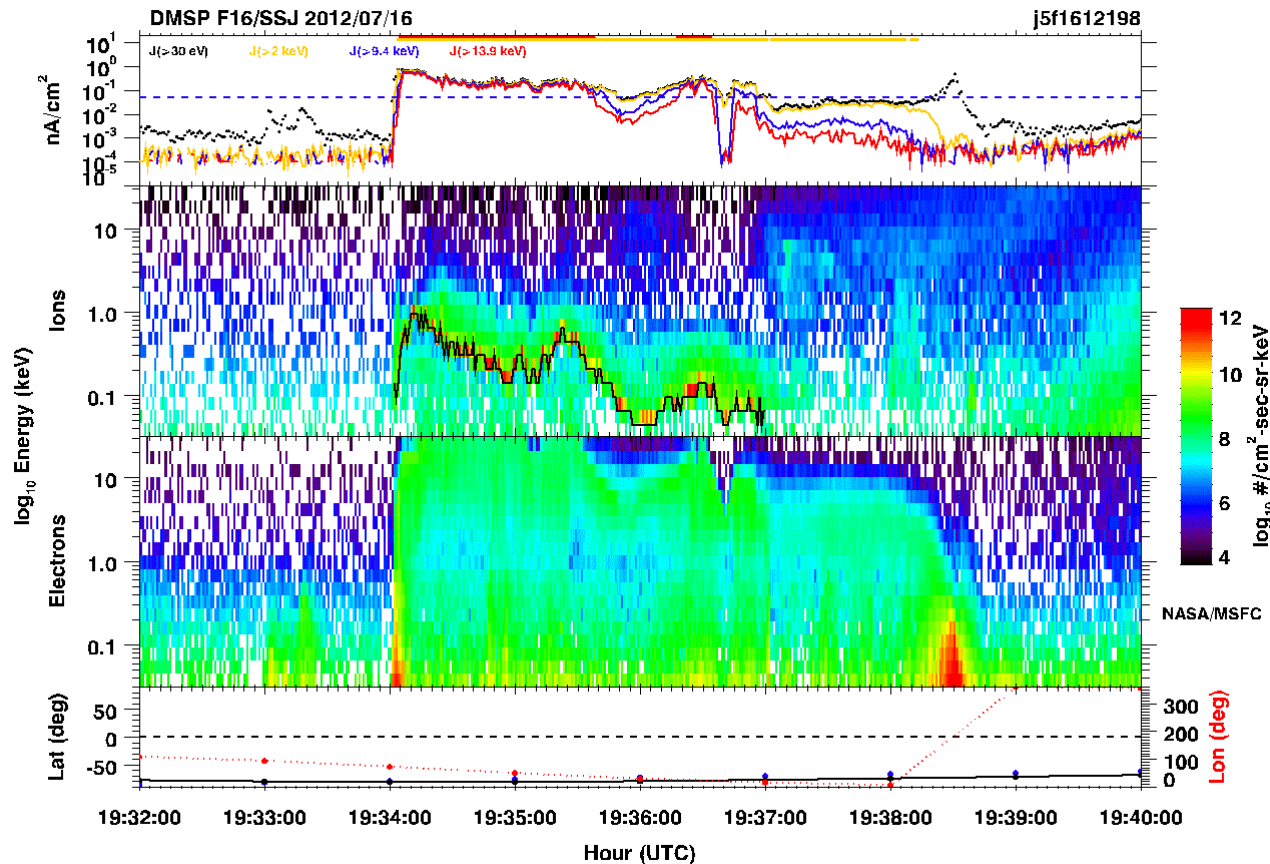 DMSP F16/SSJ 2012/07/16 j5f1612198
J(>30 eV) J(>2 keV) J(>9.4 keV) J(>13.9 keV)
nA/cm²
10¹
10⁰
10⁻¹
10⁻²
10⁻³
10⁻⁴
10⁻⁵
log₁₀ Energy (keV)
Ions
10
1.0
0.1
Electrons
10
1.0
0.1
12
10
8
6
4
log₁₀ #/cm²-sec-sr-keV
NASA/MSFC
Lat (deg)
50
0
-50
300
200
100
0
Lon (deg)
19:32:00 19:33:00 19:34:00 19:35:00 19:36:00 19:37:00 19:38:00 19:39:00 19:40:00
Hour (UTC)